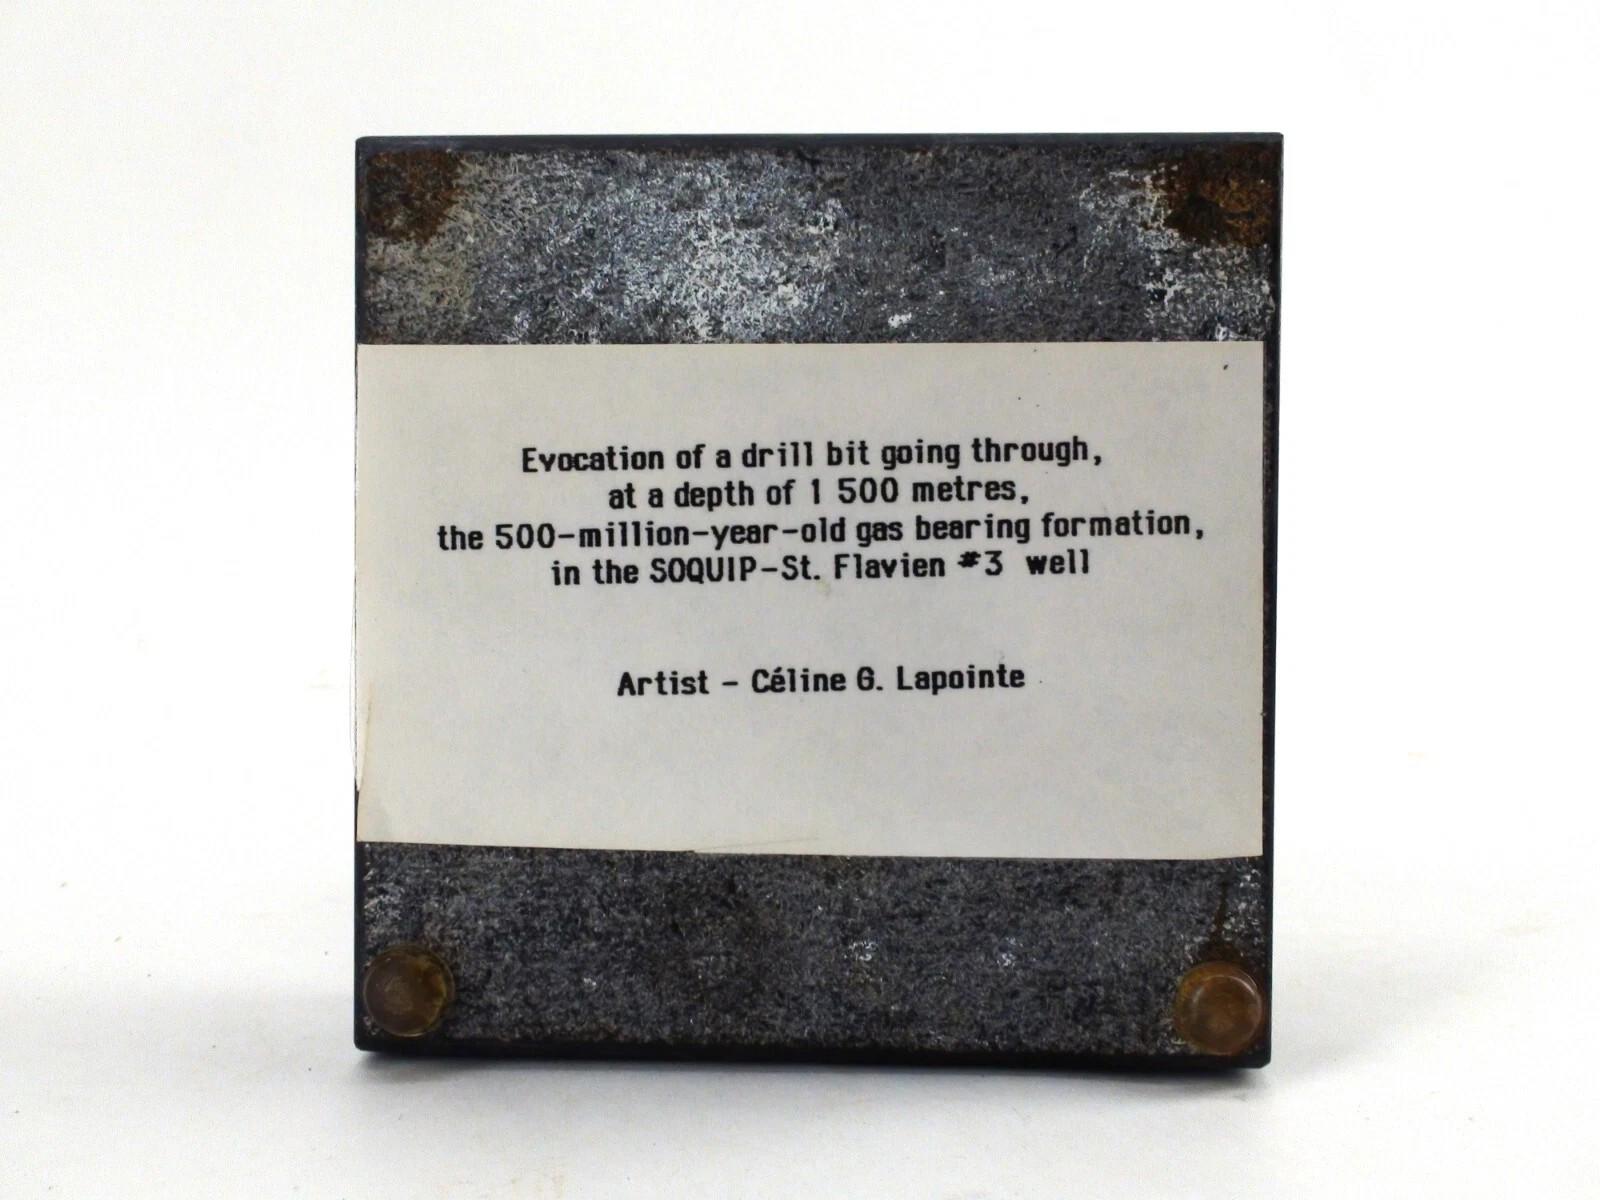 Evocation of a drill bit going through,
at a depth of 1 500 metres,
the 500-million-year-old gas bearing formation,
in the SOQUIP-St. Flavien #3 well
Artist - Céline G. Lapointe